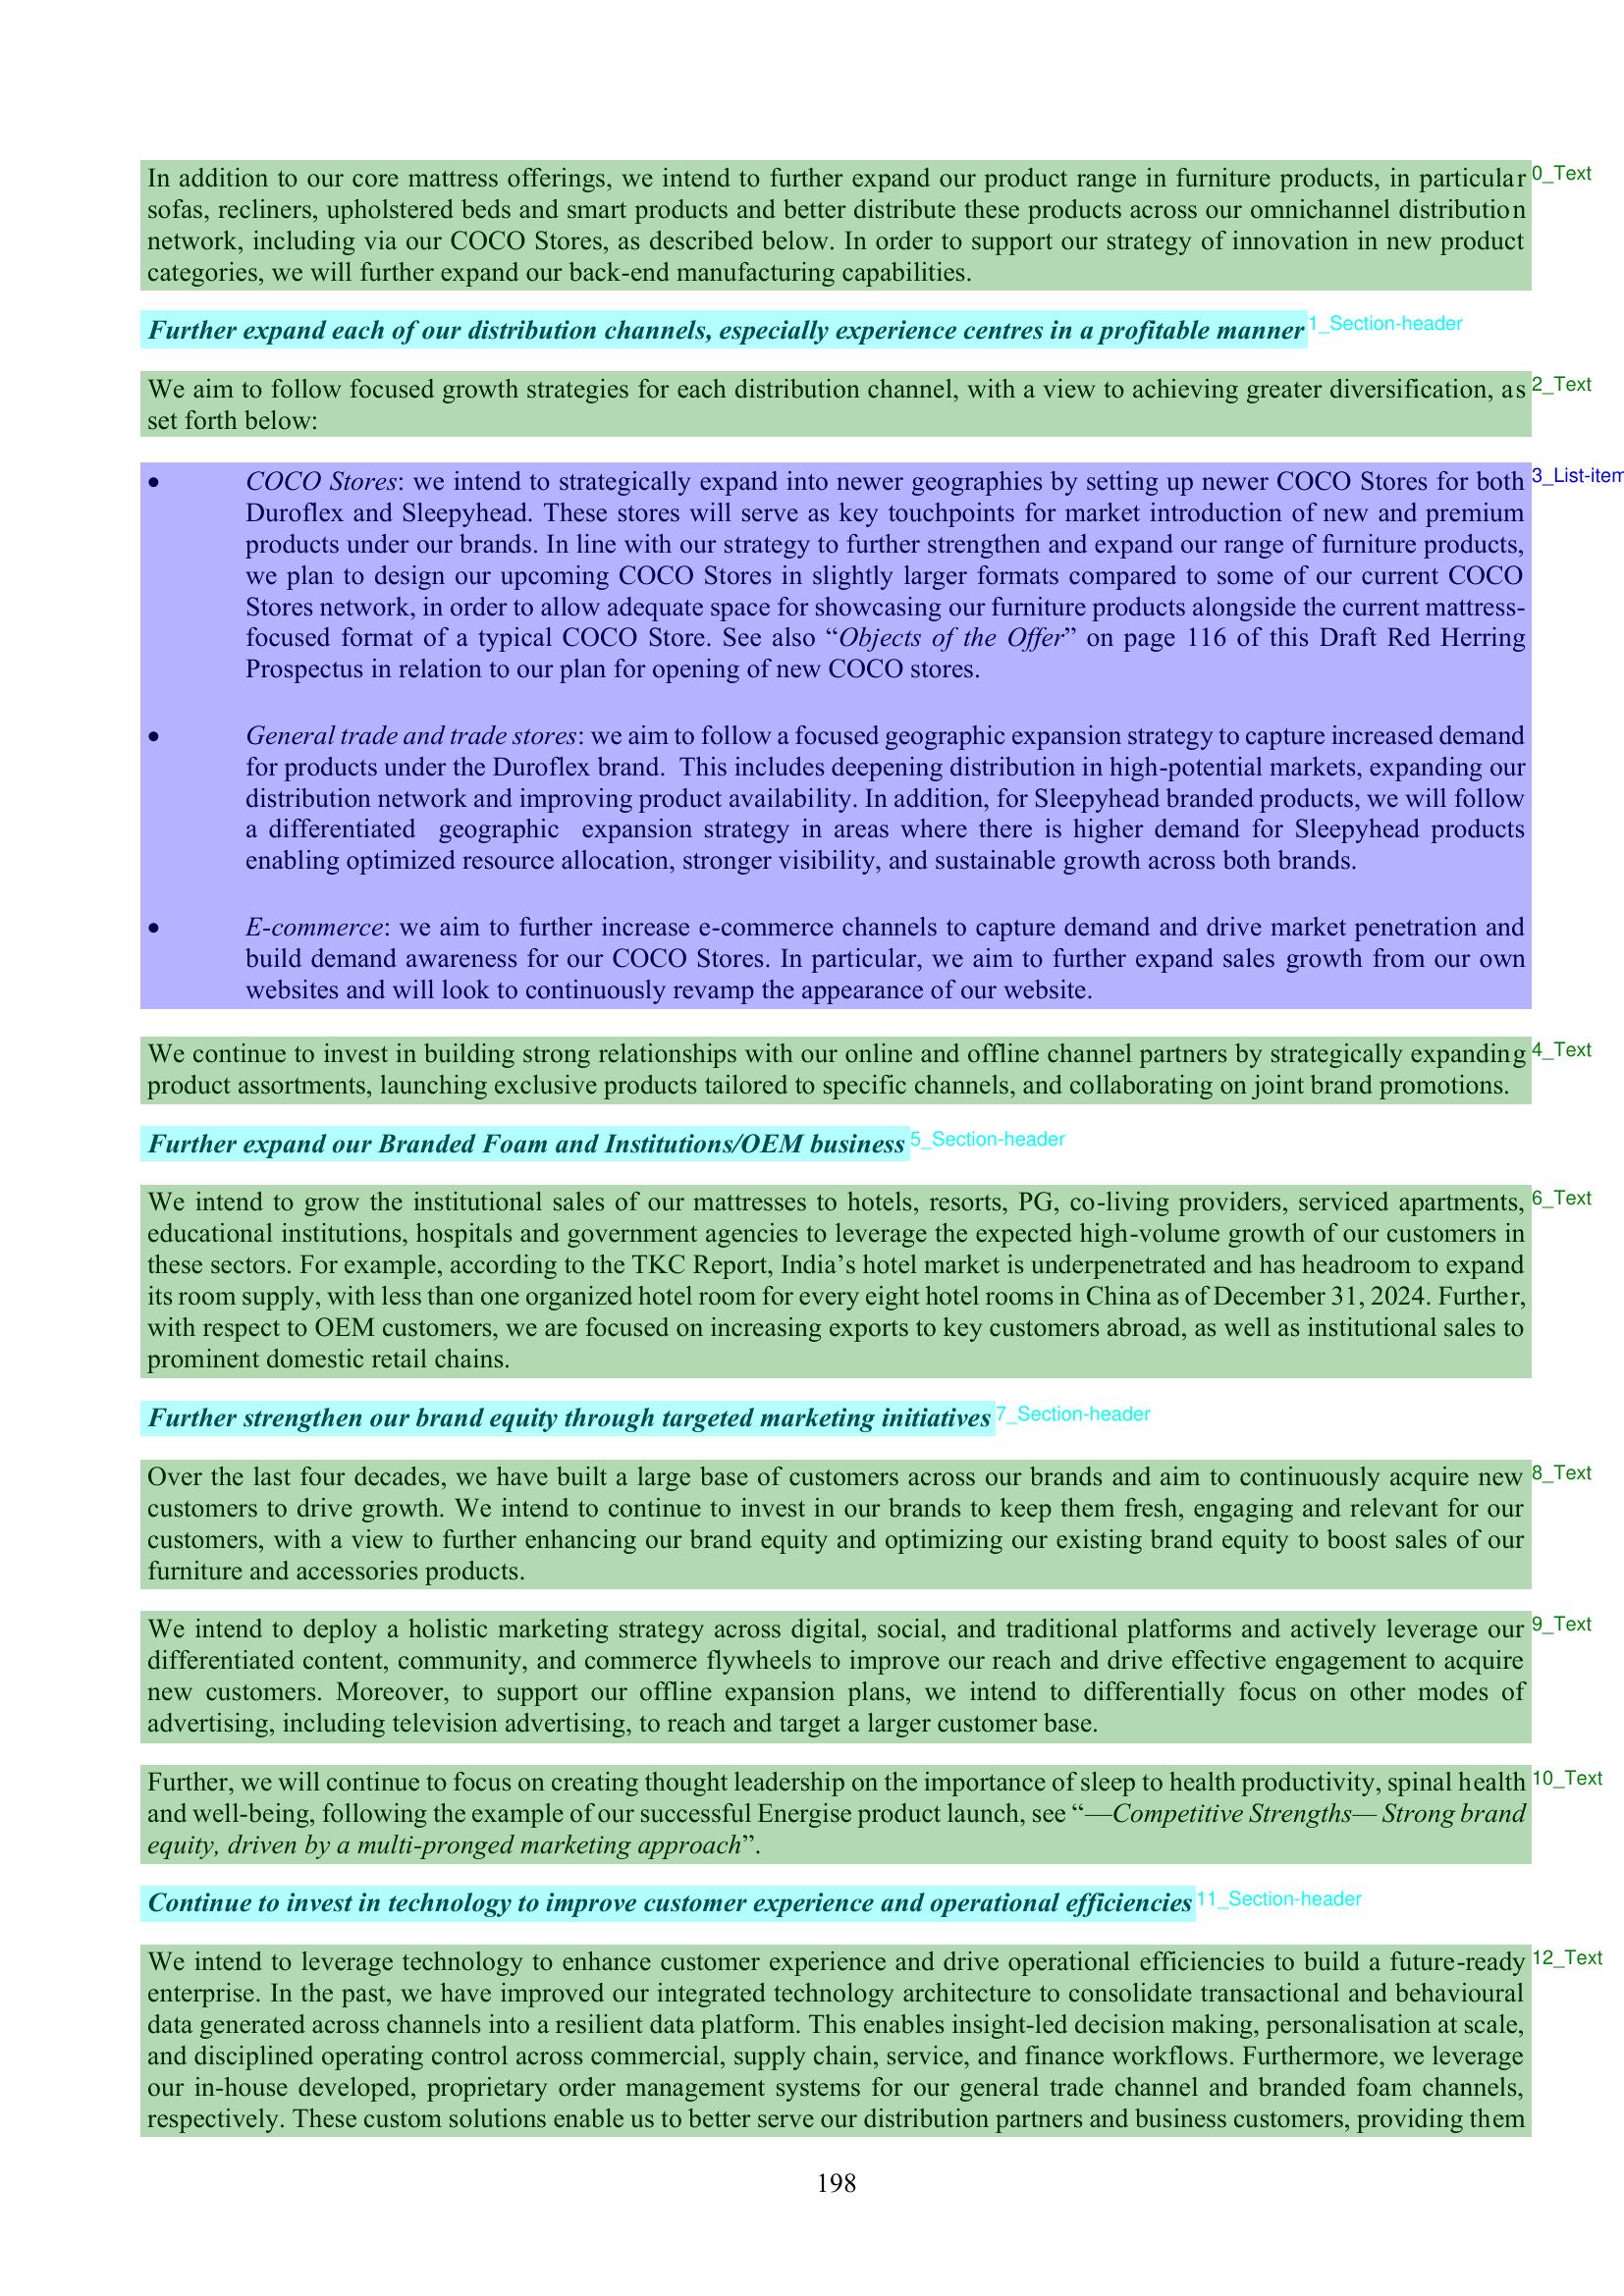 In addition to our core mattress offerings, we intend to further expand our product range in furniture products, in particular 0_Text
sofas, recliners, upholstered beds and smart products and better distribute these products across our omnichannel distribution
network, including via our COCO Stores, as described below. In order to support our strategy of innovation in new product
categories, we will further expand our back-end manufacturing capabilities.
Further expand each of our distribution channels, especially experience centres in a profitable manner 1_Section-header
We aim to follow focused growth strategies for each distribution channel, with a view to achieving greater diversification, as 2_Text
set forth below:
• COCO Stores: we intend to strategically expand into newer geographies by setting up newer COCO Stores for both 3_List-item
Duroflex and Sleepyhead. These stores will serve as key touchpoints for market introduction of new and premium
products under our brands. In line with our strategy to further strengthen and expand our range of furniture products,
we plan to design our upcoming COCO Stores in slightly larger formats compared to some of our current COCO
Stores network, in order to allow adequate space for showcasing our furniture products alongside the current mattress-
focused format of a typical COCO Store. See also “Objects of the Offer” on page 116 of this Draft Red Herring
Prospectus in relation to our plan for opening of new COCO stores.
• General trade and trade stores: we aim to follow a focused geographic expansion strategy to capture increased demand
for products under the Duroflex brand. This includes deepening distribution in high-potential markets, expanding our
distribution network and improving product availability. In addition, for Sleepyhead branded products, we will follow
a differentiated geographic expansion strategy in areas where there is higher demand for Sleepyhead products
enabling optimized resource allocation, stronger visibility, and sustainable growth across both brands.
• E-commerce: we aim to further increase e-commerce channels to capture demand and drive market penetration and
build demand awareness for our COCO Stores. In particular, we aim to further expand sales growth from our own
websites and will look to continuously revamp the appearance of our website.
We continue to invest in building strong relationships with our online and offline channel partners by strategically expanding 4_Text
product assortments, launching exclusive products tailored to specific channels, and collaborating on joint brand promotions.
Further expand our Branded Foam and Institutions/OEM business 5_Section-header
We intend to grow the institutional sales of our mattresses to hotels, resorts, PG, co-living providers, serviced apartments, 6_Text
educational institutions, hospitals and government agencies to leverage the expected high-volume growth of our customers in
these sectors. For example, according to the TKC Report, India’s hotel market is underpenetrated and has headroom to expand
its room supply, with less than one organized hotel room for every eight hotel rooms in China as of December 31, 2024. Further,
with respect to OEM customers, we are focused on increasing exports to key customers abroad, as well as institutional sales to
prominent domestic retail chains.
Further strengthen our brand equity through targeted marketing initiatives 7_Section-header
Over the last four decades, we have built a large base of customers across our brands and aim to continuously acquire new 8_Text
customers to drive growth. We intend to continue to invest in our brands to keep them fresh, engaging and relevant for our
customers, with a view to further enhancing our brand equity and optimizing our existing brand equity to boost sales of our
furniture and accessories products.
We intend to deploy a holistic marketing strategy across digital, social, and traditional platforms and actively leverage our 9_Text
differentiated content, community, and commerce flywheels to improve our reach and drive effective engagement to acquire
new customers. Moreover, to support our offline expansion plans, we intend to differentially focus on other modes of
advertising, including television advertising, to reach and target a larger customer base.
Further, we will continue to focus on creating thought leadership on the importance of sleep to health productivity, spinal health 10_Text
and well-being, following the example of our successful Energise product launch, see “—Competitive Strengths— Strong brand
equity, driven by a multi-pronged marketing approach”.
Continue to invest in technology to improve customer experience and operational efficiencies 11_Section-header
We intend to leverage technology to enhance customer experience and drive operational efficiencies to build a future-ready 12_Text
enterprise. In the past, we have improved our integrated technology architecture to consolidate transactional and behavioural
data generated across channels into a resilient data platform. This enables insight-led decision making, personalisation at scale,
and disciplined operating control across commercial, supply chain, service, and finance workflows. Furthermore, we leverage
our in-house developed, proprietary order management systems for our general trade channel and branded foam channels,
respectively. These custom solutions enable us to better serve our distribution partners and business customers, providing them
198